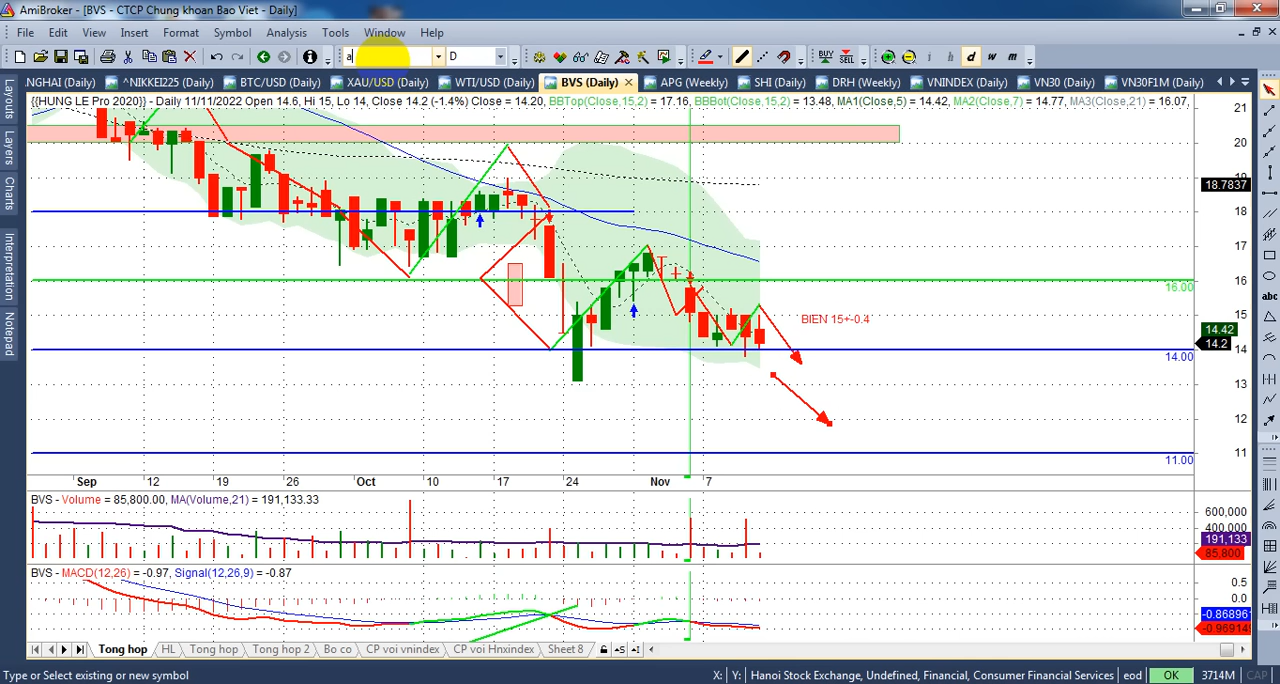 AmiBroker - [BVS - CTCP Chung khoan Bao Viet - Daily]
File Edit View Insert Format Symbol Analysis Tools Window Help
a D BUY SELL i h d w m
NGHAI (Daily) ^NIKKEI225 (Daily) BTC/USD (Daily) XAU/USD (Daily) WTI/USD (Daily) BVS (Daily) APG (Weekly) SHI (Daily) DRH (Weekly) VNINDEX (Daily) VN30 (Daily) VN30F1M (Daily)
{{HUNG LE Pro 2020}} - Daily 11/11/2022 Open 14.6, Hi 15, Lo 14, Close 14.2 (-1.4%) Close = 14.20, BBTop(Close,15,2) = 17.16, BBBot(Close,15,2) = 13.48, MA1(Close,5) = 14.42, MA2(Close,7) = 14.77, MA3(Close,21) = 16.07,
Layouts
Layers
Charts
Interpretation
Notepad
21
20
19
18.7837
18
17
16.00 16
15
BIEN 15+-0.4
14.42
14.2
14.00 14
13
12
11.00 11
Sep 12 19 26 Oct 10 17 24 Nov 7
BVS - Volume = 85,800.00, MA(Volume,21) = 191,133.33
600,000
400,000
191,133
85,800
BVS - MACD(12,26) = -0.97, Signal(12,26,9) = -0.87
0.5
0.0
-0.86896
-0.96914
abc
Tong hop HL Tong hop Tong hop 2 Bo co CP voi vnindex CP voi Hnxindex Sheet 8
Type or Select existing or new symbol X: Y: Hanoi Stock Exchange, Undefined, Financial, Consumer Financial Services eod OK 3714M CAP